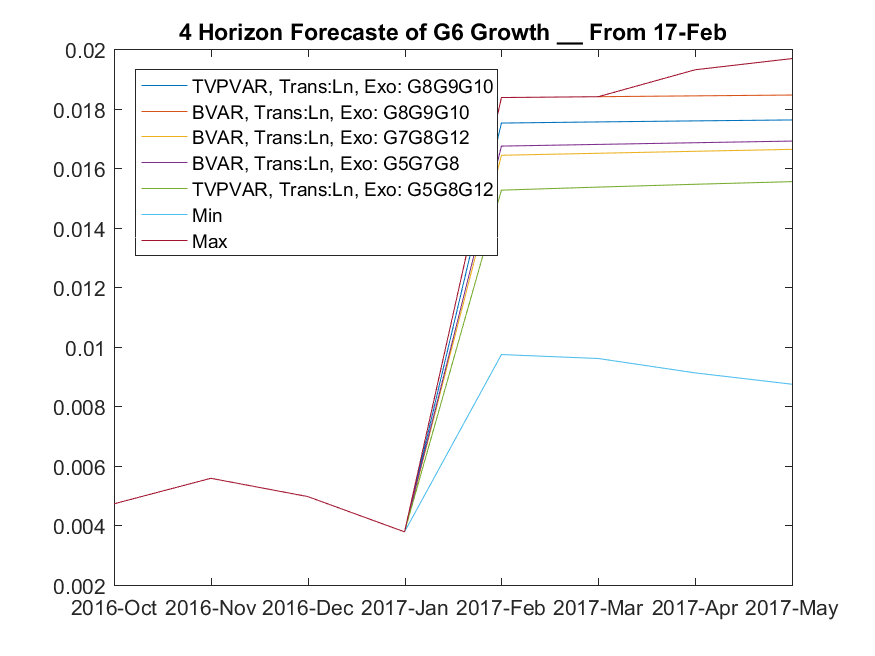 4 Horizon Forecaste of G6 Growth __ From 17-Feb
0.02
0.018
0.016
0.014
0.012
0.01
0.008
0.006
0.004
0.002
TVPVAR, Trans:Ln, Exo: G8G9G10
BVAR, Trans:Ln, Exo: G8G9G10
BVAR, Trans:Ln, Exo: G7G8G12
BVAR, Trans:Ln, Exo: G5G7G8
TVPVAR, Trans:Ln, Exo: G5G8G12
Min
Max
2016-Oct 2016-Nov 2016-Dec 2017-Jan 2017-Feb 2017-Mar 2017-Apr 2017-May